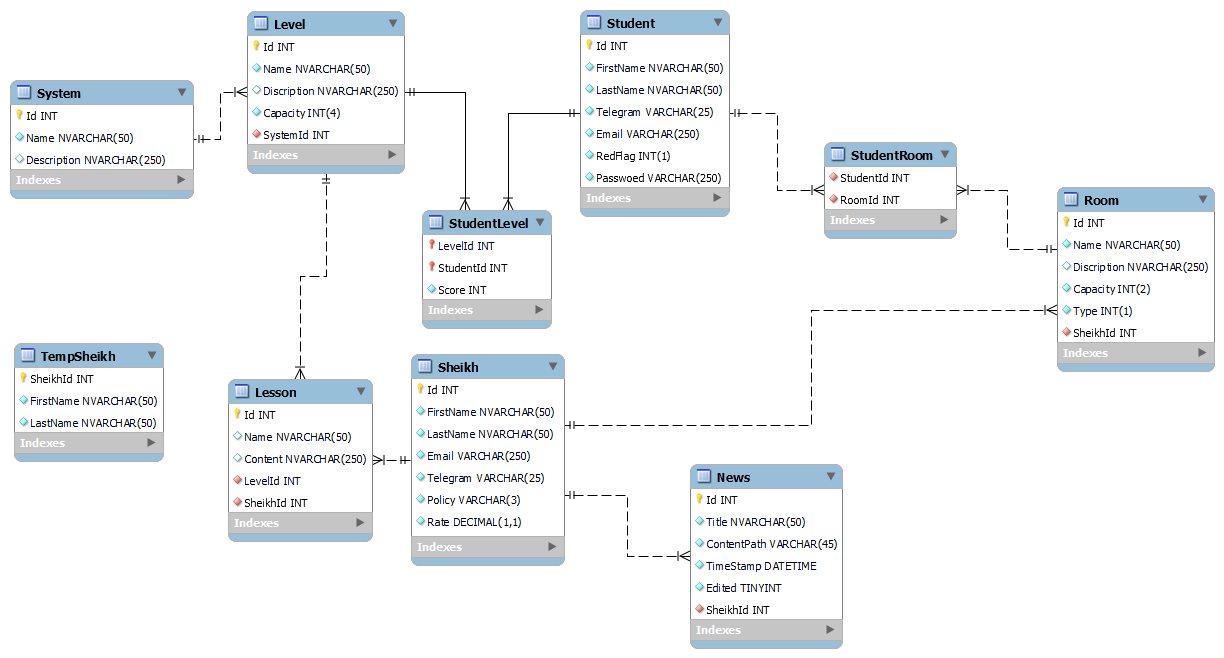 System
Id INT
Name NVARCHAR(50)
Description NVARCHAR(250)
Indexes
Level
Id INT
Name NVARCHAR(50)
Discription NVARCHAR(250)
Capacity INT(4)
SystemId INT
Indexes
Student
Id INT
FirstName NVARCHAR(50)
LastName NVARCHAR(50)
Telegram VARCHAR(25)
Email VARCHAR(250)
RedFlag INT(1)
Passwoed VARCHAR(250)
Indexes
StudentRoom
StudentId INT
RoomId INT
Indexes
Room
Id INT
Name NVARCHAR(50)
Discription NVARCHAR(250)
Capacity INT(2)
Type INT(1)
SheikhId INT
Indexes
StudentLevel
LevelId INT
StudentId INT
Score INT
Indexes
TempSheikh
SheikhId INT
FirstName NVARCHAR(50)
LastName NVARCHAR(50)
Indexes
Lesson
Id INT
Name NVARCHAR(50)
Content NVARCHAR(250)
LevelId INT
SheikhId INT
Indexes
Sheikh
Id INT
FirstName NVARCHAR(50)
LastName NVARCHAR(50)
Email VARCHAR(250)
Telegram VARCHAR(25)
Policy VARCHAR(3)
Rate DECIMAL(1,1)
Indexes
News
Id INT
Title NVARCHAR(50)
ContentPath VARCHAR(45)
TimeStamp DATETIME
Edited TINYINT
SheikhId INT
Indexes